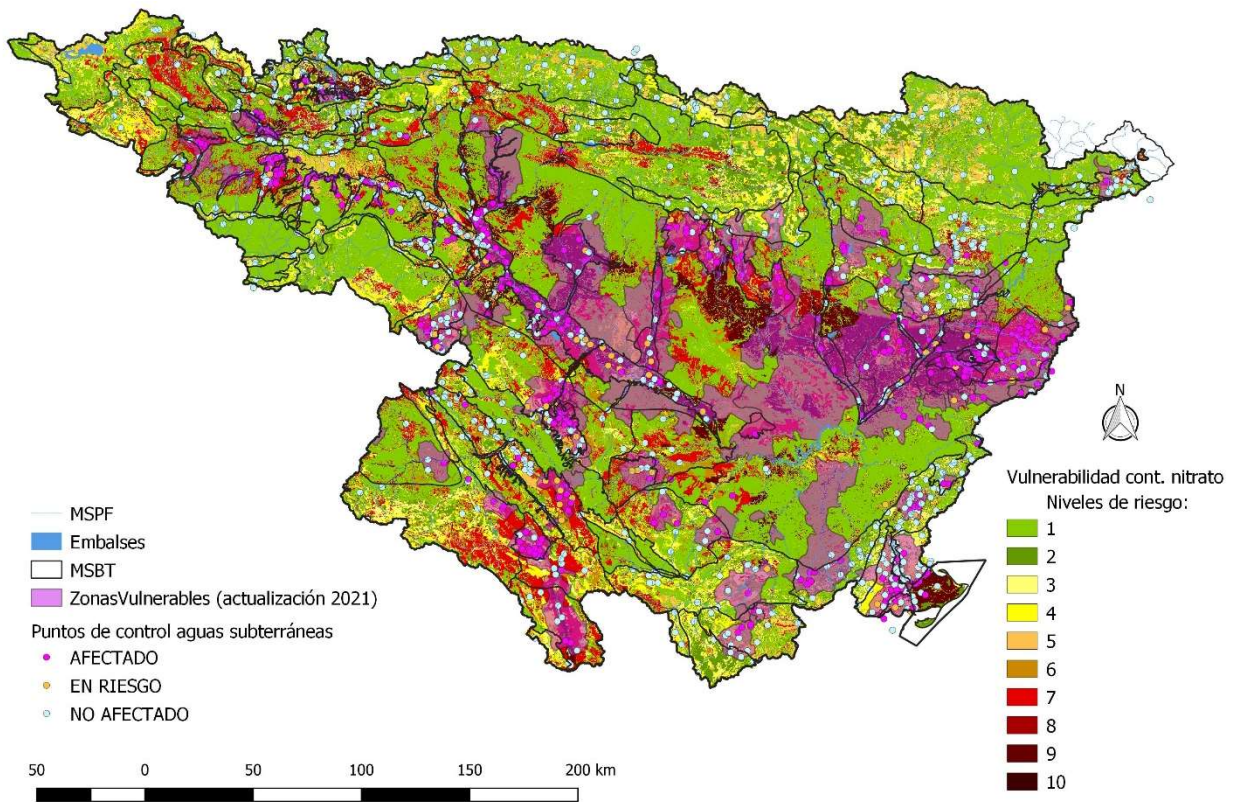 N
MSPF
Embalses
MSBT
ZonasVulnerables (actualización 2021)
Puntos de control aguas subterráneas
AFECTADO
EN RIESGO
NO AFECTADO
50 0 50 100 150 200 km
Vulnerabilidad cont. nitrato
Niveles de riesgo:
1
2
3
4
5
6
7
8
9
10